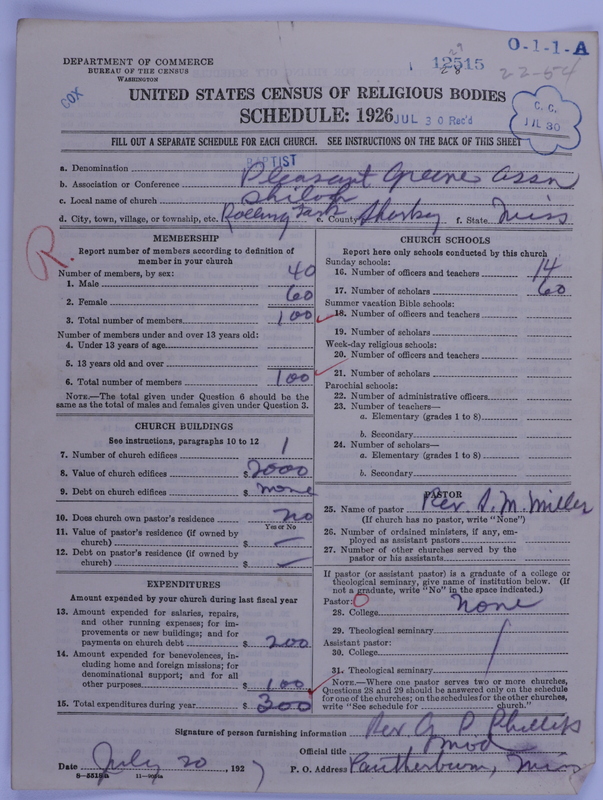 O-1-1-A
DEPARTMENT OF COMMERCE
BUREAU OF THE CENSUS
WASHINGTON
12515
29
28
22-54
COX
UNITED STATES CENSUS OF RELIGIOUS BODIES
SCHEDULE: 1926
JUL 30 Rec'd
C. C.
JUL 30
FILL OUT A SEPARATE SCHEDULE FOR EACH CHURCH. SEE INSTRUCTIONS ON THE BACK OF THIS SHEET
a. Denomination BAPTIST
b. Association or Conference Pleasant Greene Assn
c. Local name of church Shiloh
d. City, town, village, or township, etc. Rolling Fork e. County Sharkey f. State Miss
R.
MEMBERSHIP
Report number of members according to definition of
member in your church
Number of members, by sex:
1. Male 40
2. Female 60
3. Total number of members 100
Number of members under and over 13 years old:
4. Under 13 years of age
5. 13 years old and over
6. Total number of members 100
NOTE.—The total given under Question 6 should be the
same as the total of males and females given under Question 3.
CHURCH BUILDINGS
See instructions, paragraphs 10 to 12
7. Number of church edifices 1
8. Value of church edifices $ 2000
9. Debt on church edifices $ none
10. Does church own pastor's residence no
Yes or No
11. Value of pastor's residence (if owned by
church) $ —
12. Debt on pastor's residence (if owned by
church) $ —
EXPENDITURES
Amount expended by your church during last fiscal year
13. Amount expended for salaries, repairs,
and other running expenses; for im-
provements or new buildings; and for
payments on church debt $ 200
14. Amount expended for benevolences, in-
cluding home and foreign missions; for
denominational support; and for all
other purposes $ 100
15. Total expenditures during year $ 300
CHURCH SCHOOLS
Report here only schools conducted by this church
Sunday schools:
16. Number of officers and teachers 14
17. Number of scholars 60
Summer vacation Bible schools:
18. Number of officers and teachers
19. Number of scholars
Week-day religious schools:
20. Number of officers and teachers
21. Number of scholars
Parochial schools:
22. Number of administrative officers
23. Number of teachers—
a. Elementary (grades 1 to 8)
b. Secondary
24. Number of scholars—
a. Elementary (grades 1 to 8)
b. Secondary
PASTOR
25. Name of pastor Rev. S. M. Miller
(If church has no pastor, write "None")
26. Number of ordained ministers, if any, em-
ployed as assistant pastors
27. Number of other churches served by the
pastor or his assistants
If pastor (or assistant pastor) is a graduate of a college or
theological seminary, give name of institution below. (If
not a graduate, write "No" in the space indicated.)
Pastor: O
28. College none
29. Theological seminary
Assistant pastor:
30. College
31. Theological seminary
NOTE.—Where one pastor serves two or more churches,
Questions 28 and 29 should be answered only on the schedule
for one of the churches; on the schedules for the other churches,
write "See schedule for church."
Signature of person furnishing information Rev. G. P. Phillips
Official title Mod
Date July 20, 1927 P. O. Address Pantherburn, Miss
8—5518a